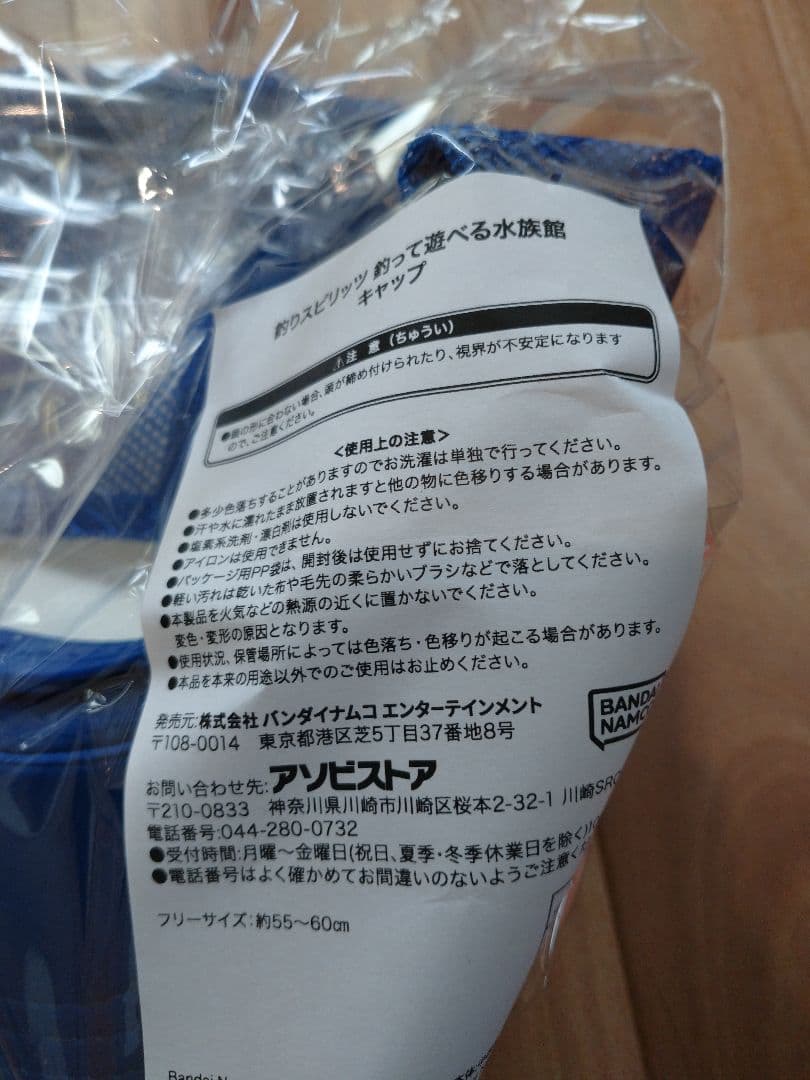 釣りスピリッツ 釣って遊べる水族館
キャップ
⚠注 意(ちゅうい)
●頭の形に合わない場合、頭が締め付けられたり、視界が不安定になります
ので、ご注意ください。
<使用上の注意>
●多少色落ちすることがありますのでお洗濯は単独で行ってください。
●汗や水に濡れたまま放置されますと他の物に色移りする場合があります。
●塩素系洗剤・漂白剤は使用しないでください。
●アイロンは使用できません。
●パッケージ用PP袋は、開封後は使用せずにお捨てください。
●軽い汚れは乾いた布や毛先の柔らかいブラシなどで落としてください。
●本製品を火気などの熱源の近くに置かないでください。
変色・変形の原因となります。
●使用状況、保管場所によっては色落ち・色移りが起こる場合があります。
●本品を本来の用途以外でのご使用はお止めください。
発売元:株式会社 バンダイナムコ エンターテインメント
〒108-0014 東京都港区芝5丁目37番地8号
BANDAI
NAMCO
お問い合わせ先:アソビストア
〒210-0833 神奈川県川崎市川崎区桜本2-32-1 川崎SRC
電話番号:044-280-0732
●受付時間:月曜～金曜日(祝日、夏季・冬季休業日を除く)10
●電話番号はよく確かめてお間違いのないようご注意くだ
フリーサイズ:約55～60㎝
Bandai N